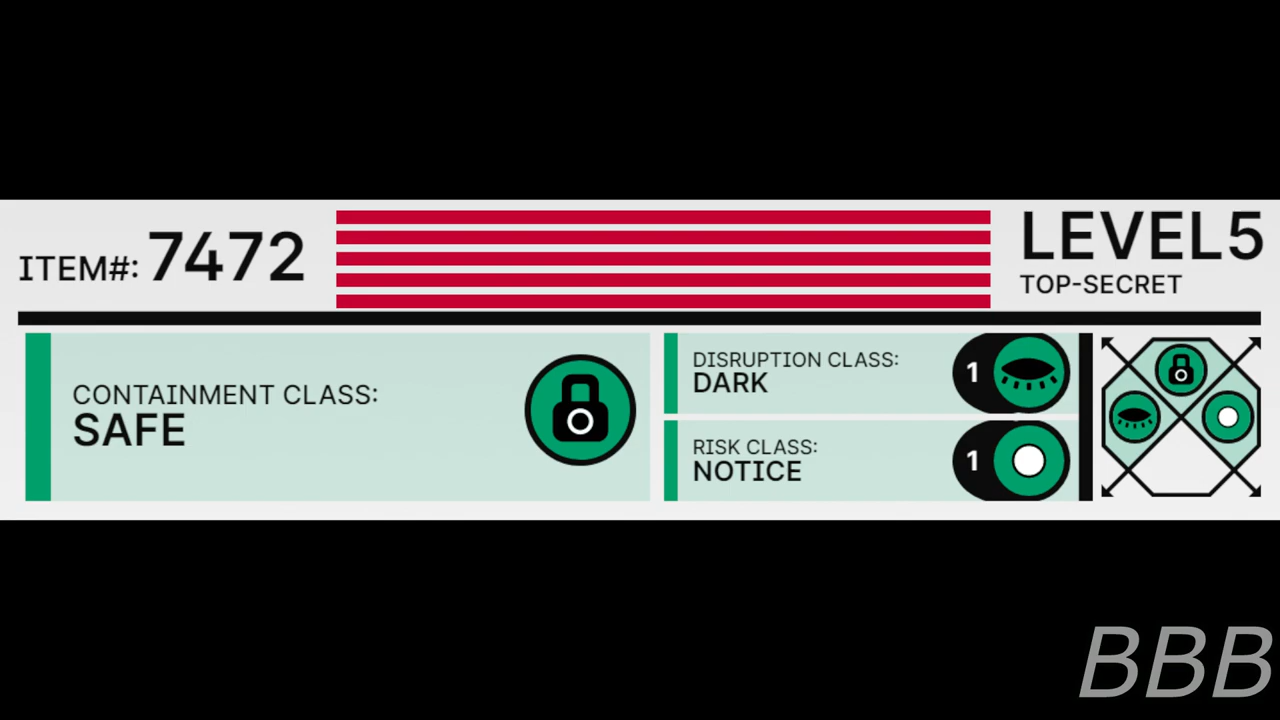 ITEM#: 7472
LEVEL5
TOP-SECRET
CONTAINMENT CLASS:
SAFE
DISRUPTION CLASS:
DARK
1
RISK CLASS:
NOTICE
1
BBB